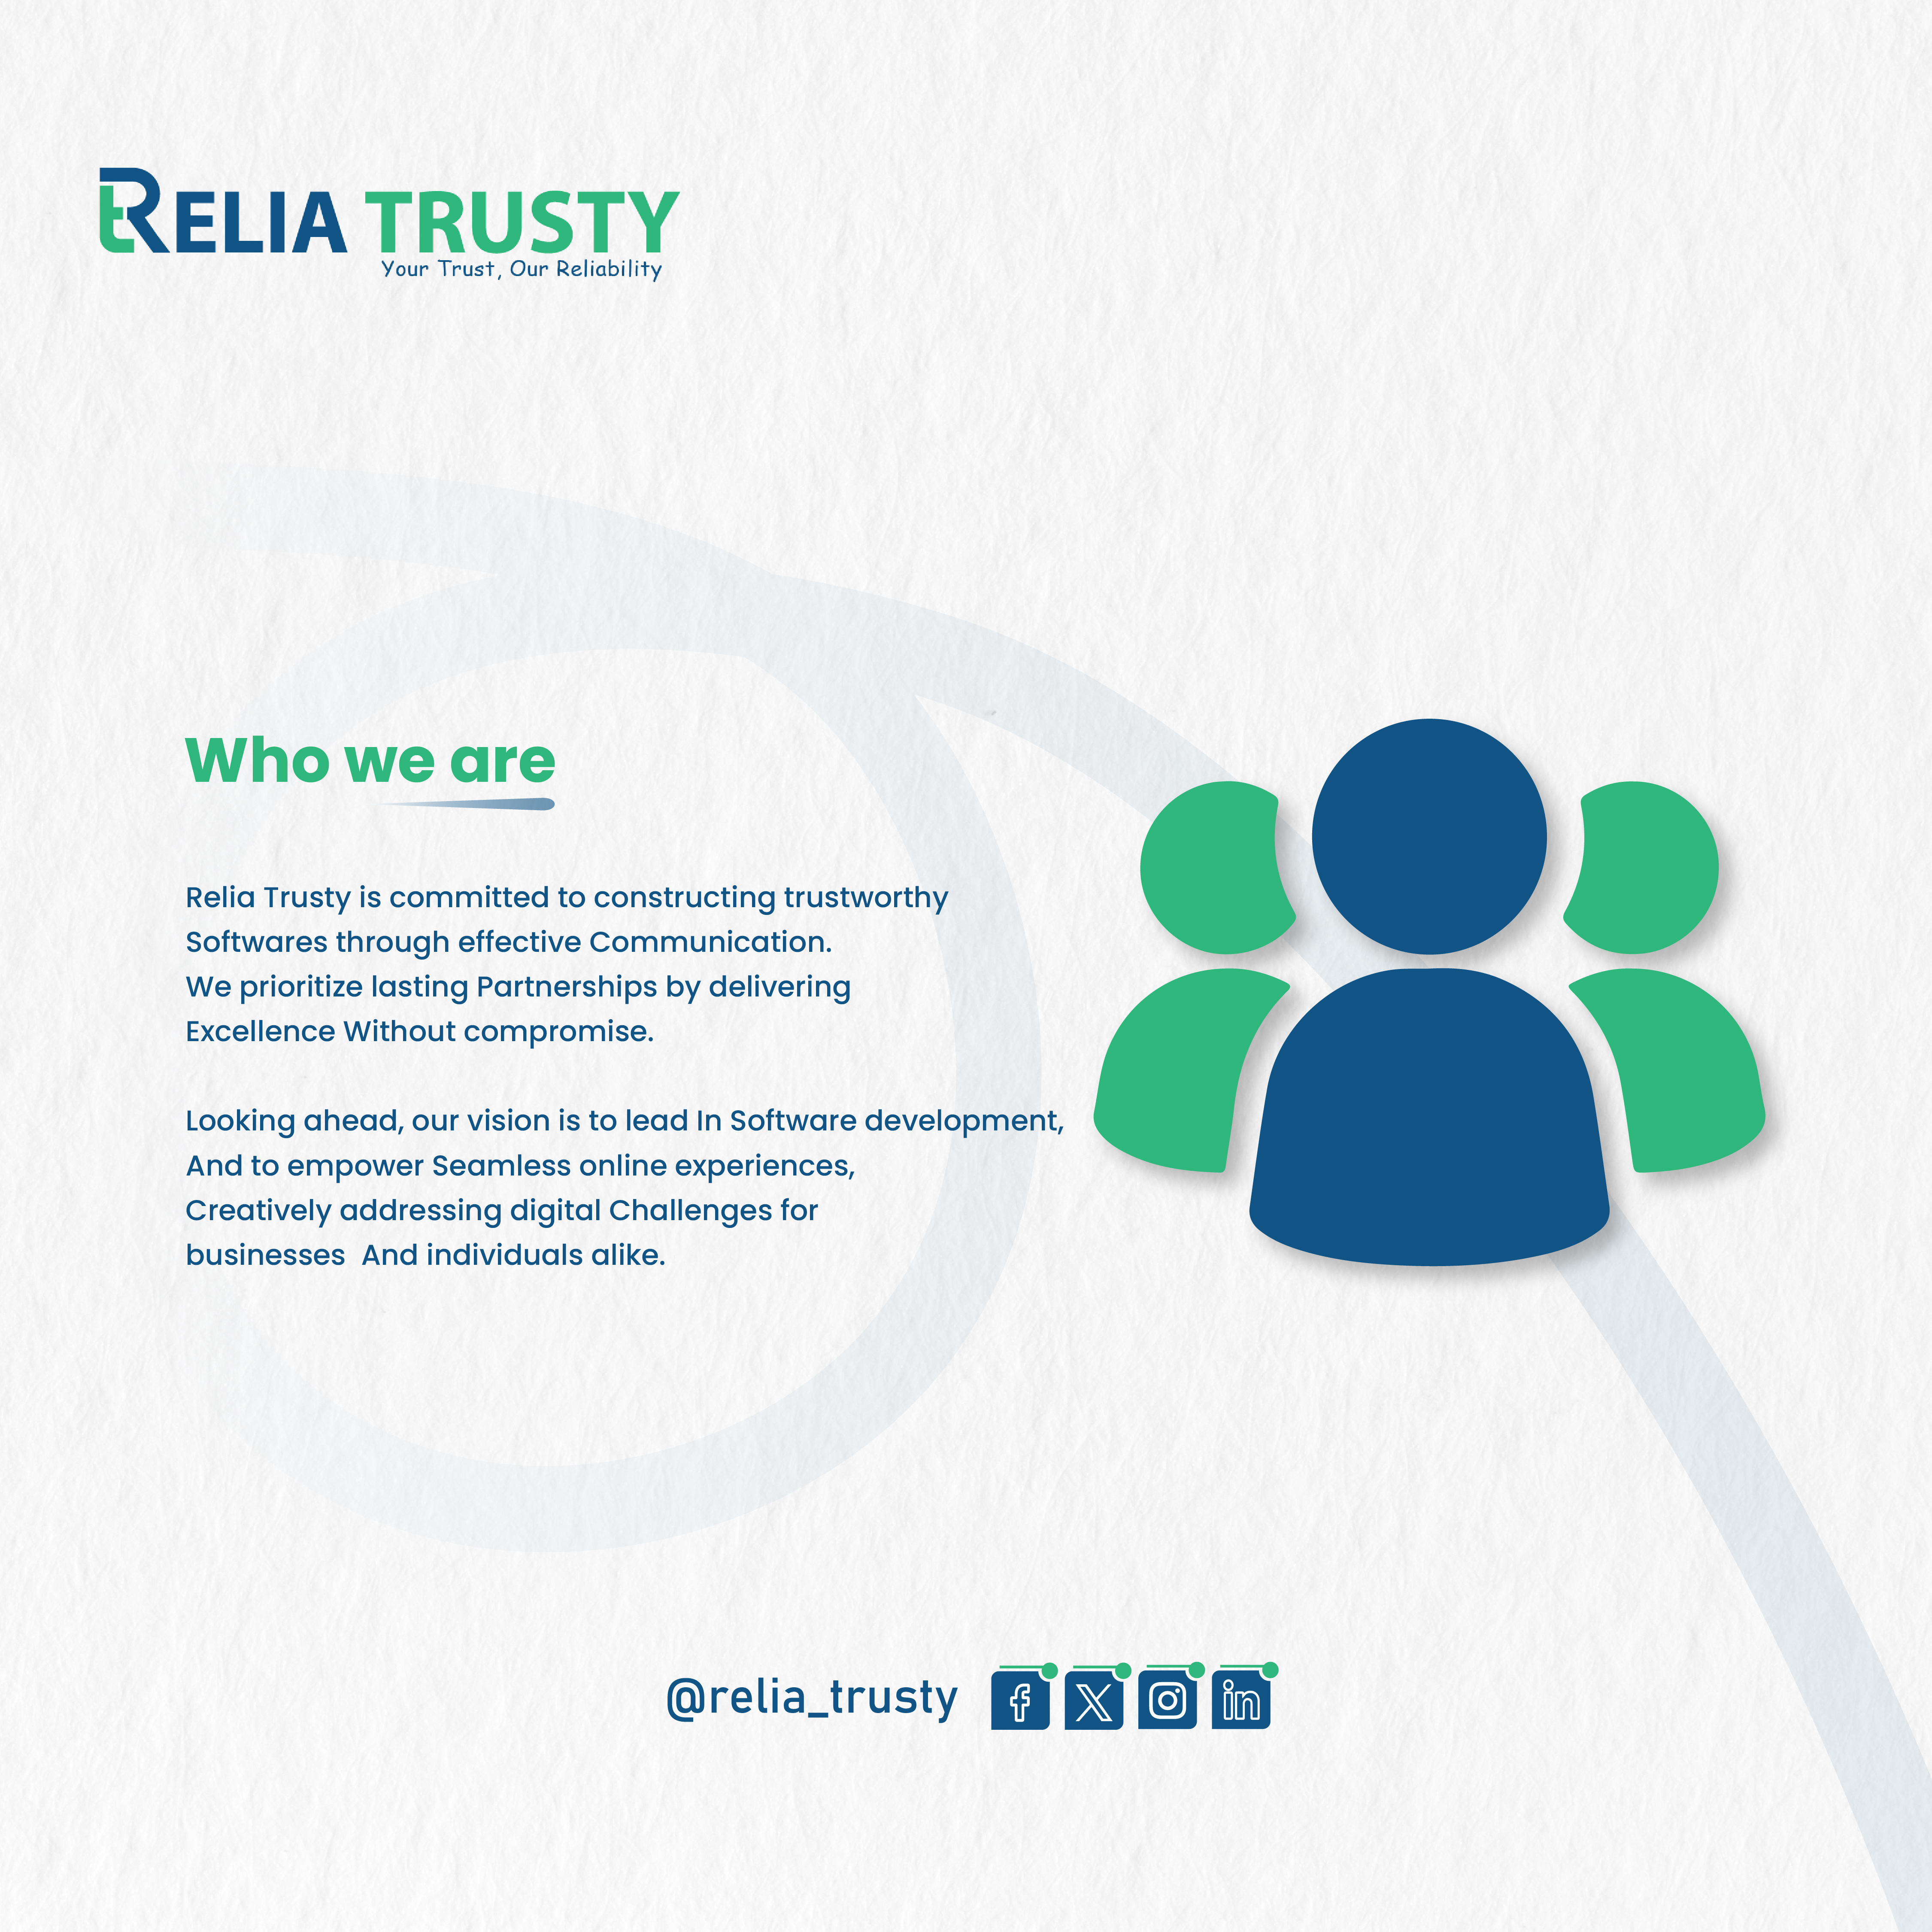 RELIA TRUSTY
Your Trust, Our Reliability
Who we are
Relia Trusty is committed to constructing trustworthy
Softwares through effective Communication.
We prioritize lasting Partnerships by delivering
Excellence Without compromise.
Looking ahead, our vision is to lead In Software development,
And to empower Seamless online experiences,
Creatively addressing digital Challenges for
businesses  And individuals alike.
@relia_trusty